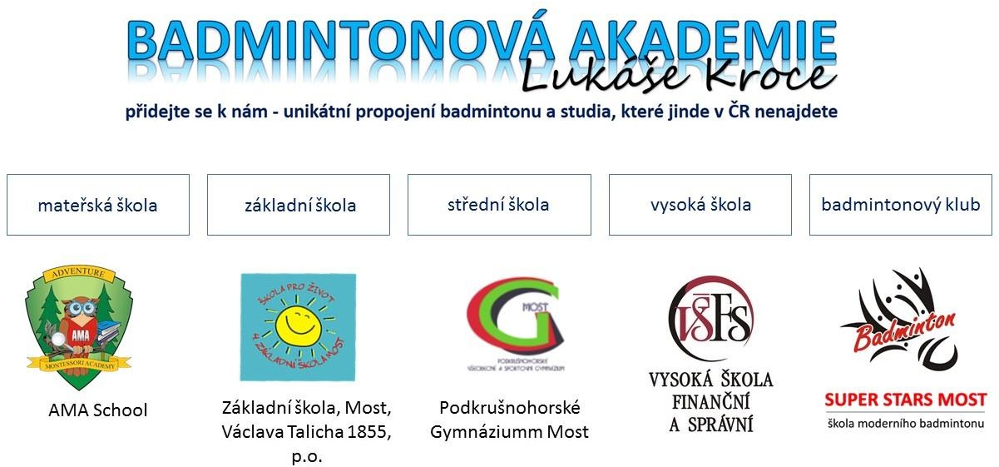 BADMINTONOVÁ AKADEMIE
Lukáše Kroce
přidejte se k nám - unikátní propojení badmintonu a studia, které jinde v ČR nenajdete
mateřská škola
základní škola
střední škola
vysoká škola
badmintonový klub
ADVENTURE
AMA
MONTESSORI ACADEMY
AMA School
ŠKOLA PRO ŽIVOT
4. ZÁKLADNÍ ŠKOLA MOST
Základní škola, Most,
Václava Talicha 1855,
p.o.
G MOST
PODKRUŠNOHORSKÉ
VŠEOBECNÉ A SPORTOVNÍ GYMNÁZIUM
Podkrušnohorské
Gymnáziumm Most
VŠFS
VYSOKÁ ŠKOLA
FINANČNÍ
A SPRÁVNÍ
Badminton
SUPER STARS MOST
škola moderního badmintonu